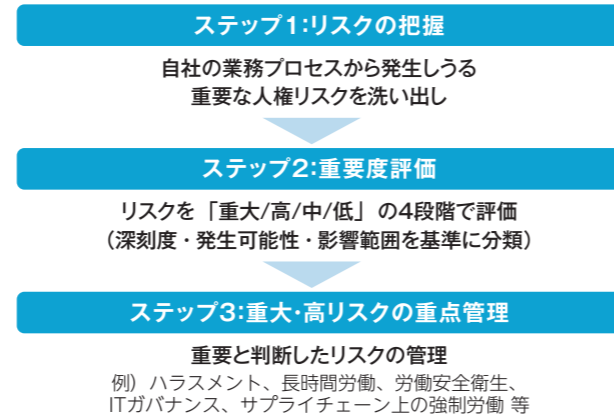 ステップ1:リスクの把握
自社の業務プロセスから発生しうる
重要な人権リスクを洗い出し
ステップ2:重要度評価
リスクを「重大/高/中/低」の4段階で評価
（深刻度・発生可能性・影響範囲を基準に分類）
ステップ3:重大・高リスクの重点管理
重要と判断したリスクの管理
例）ハラスメント、長時間労働、労働安全衛生、
ITガバナンス、サプライチェーン上の強制労働 等